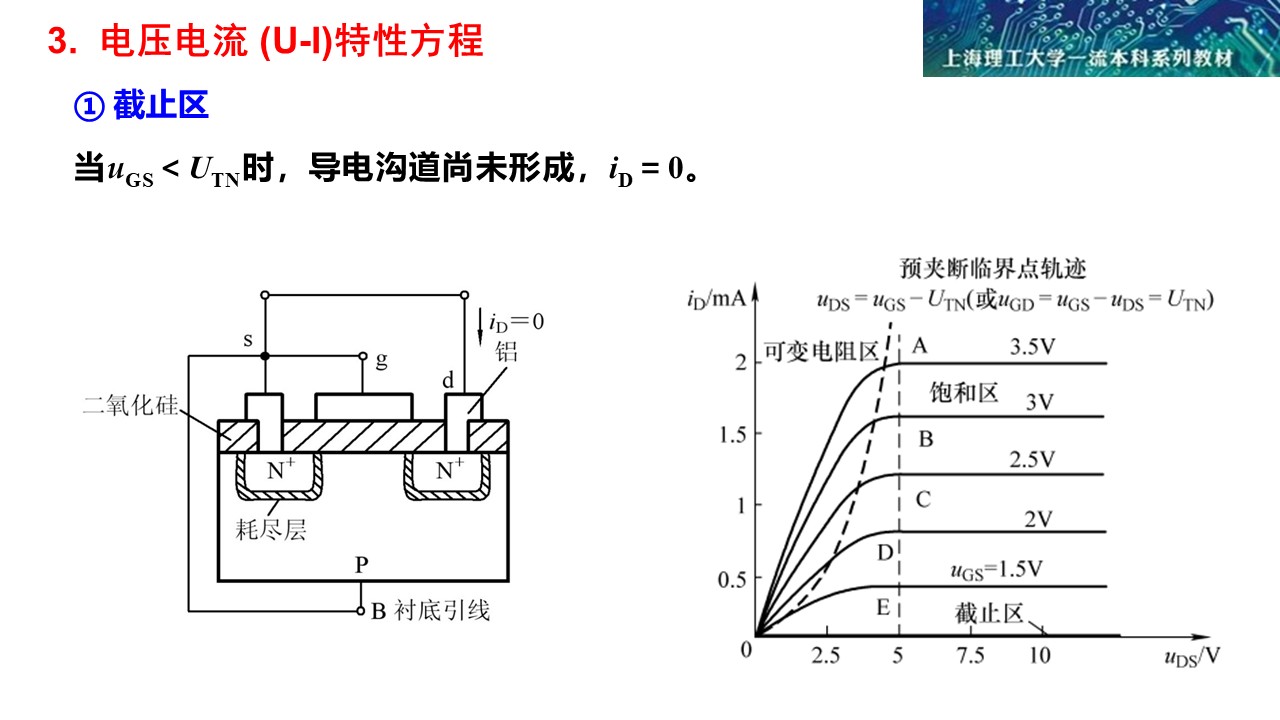 3. 电压电流 (U-I)特性方程
上海理工大学一流本科系列教材
① 截止区
当uGS < UTN时，导电沟道尚未形成，iD = 0。
s
g
d
iD＝0
铝
二氧化硅
N+
N+
耗尽层
P
B 衬底引线
预夹断临界点轨迹
iD/mA
uDS = uGS − UTN(或uGD = uGS − uDS = UTN)
可变电阻区
A
3.5V
2
饱和区
3V
1.5
B
2.5V
1
C
2V
D
0.5
uGS=1.5V
E
截止区
0
2.5
5
7.5
10
uDS/V